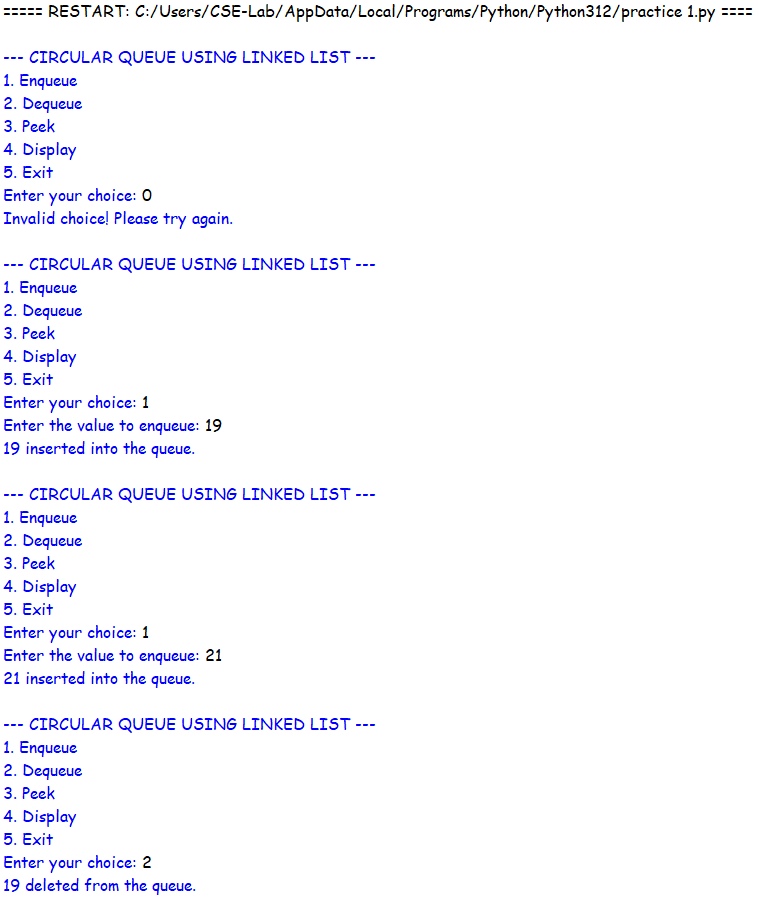 ===== RESTART: C:/Users/CSE-Lab/AppData/Local/Programs/Python/Python312/practice 1.py ====
--- CIRCULAR QUEUE USING LINKED LIST ---
1. Enqueue
2. Dequeue
3. Peek
4. Display
5. Exit
Enter your choice: 0
Invalid choice! Please try again.
--- CIRCULAR QUEUE USING LINKED LIST ---
1. Enqueue
2. Dequeue
3. Peek
4. Display
5. Exit
Enter your choice: 1
Enter the value to enqueue: 19
19 inserted into the queue.
--- CIRCULAR QUEUE USING LINKED LIST ---
1. Enqueue
2. Dequeue
3. Peek
4. Display
5. Exit
Enter your choice: 1
Enter the value to enqueue: 21
21 inserted into the queue.
--- CIRCULAR QUEUE USING LINKED LIST ---
1. Enqueue
2. Dequeue
3. Peek
4. Display
5. Exit
Enter your choice: 2
19 deleted from the queue.